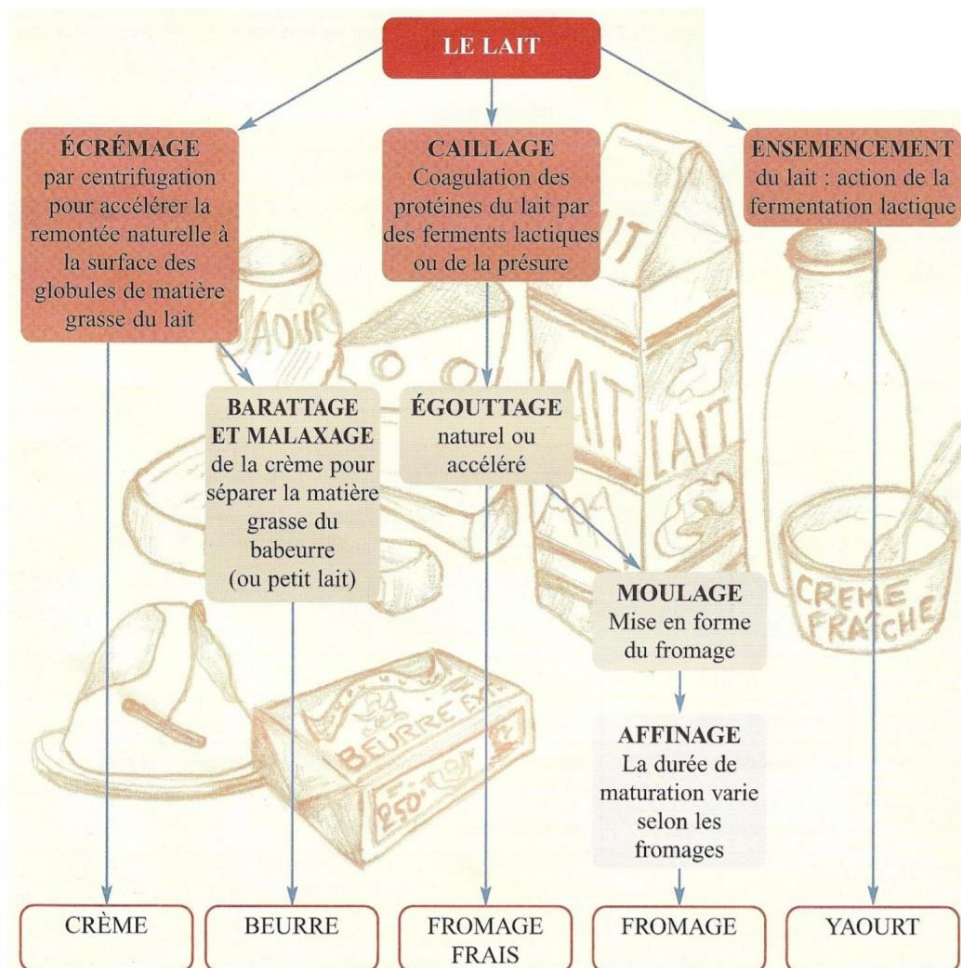 LE LAIT
ÉCRÉMAGE
par centrifugation
pour accélérer la
remontée naturelle à
la surface des
globules de matière
grasse du lait
CAILLAGE
Coagulation des
protéines du lait par
des ferments lactiques
ou de la présure
ENSEMENCEMENT
du lait : action de la
fermentation lactique
BARATTAGE
ET MALAXAGE
de la crème pour
séparer la matière
grasse du
babeurre
(ou petit lait)
ÉGOUTTAGE
naturel ou
accéléré
MOULAGE
Mise en forme
du fromage
AFFINAGE
La durée de
maturation varie
selon les
fromages
LAIT
LAIT
CREME
FRAÎCHE
BEURRE EX
250
CRÈME
BEURRE
FROMAGE
FRAIS
FROMAGE
YAOURT